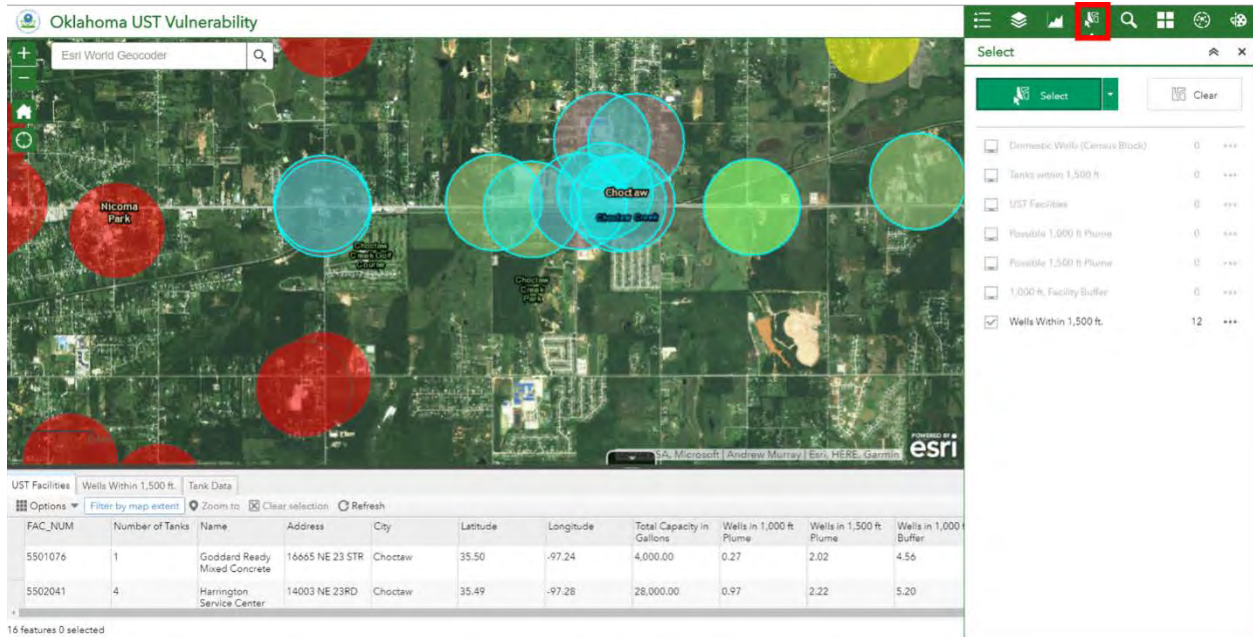 Oklahoma UST Vulnerability
Esri World Geocoder
Nicoma
Park
Choctaw
Creek Golf
Course
Choctaw
Choctaw Creek
Choctaw
Creek
Park
POWERED BY
esri
SA, Microsoft | Andrew Murray | Esri, HERE, Garmin
Select
Select
Clear
Domestic Wells (Census Block) 0
Tanks within 1,500 ft. 0
UST Facilities 0
Possible 1,000 ft Plume 0
Possible 1,500 ft Plume 0
1,000 ft. Facility Buffer 0
Wells Within 1,500 ft. 12
UST Facilities Wells Within 1,500 ft. Tank Data
Options Filter by map extent Zoom to Clear selection Refresh
FAC_NUM Number of Tanks Name Address City Latitude Longitude Total Capacity in Gallons Wells in 1,000 ft Plume Wells in 1,500 ft Plume Wells in 1,000 f Buffer
5501076 1 Goddard Ready Mixed Concrete 16665 NE 23 STR Choctaw 35.50 -97.24 4,000.00 0.27 2.02 4.56
5502041 4 Harrington Service Center 14003 NE 23RD Choctaw 35.49 -97.28 28,000.00 0.97 2.22 5.20
16 features 0 selected